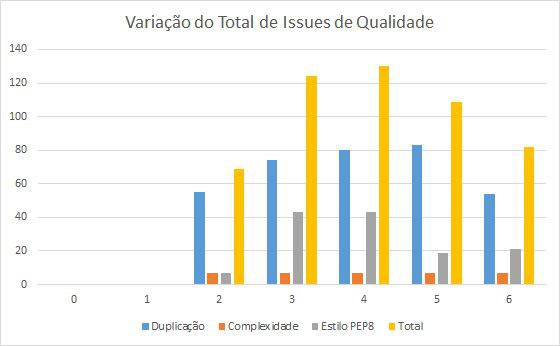 Variação do Total de Issues de Qualidade
140
120
100
80
60
40
20
0
0 1 2 3 4 5 6
Duplicação Complexidade Estilo PEP8 Total